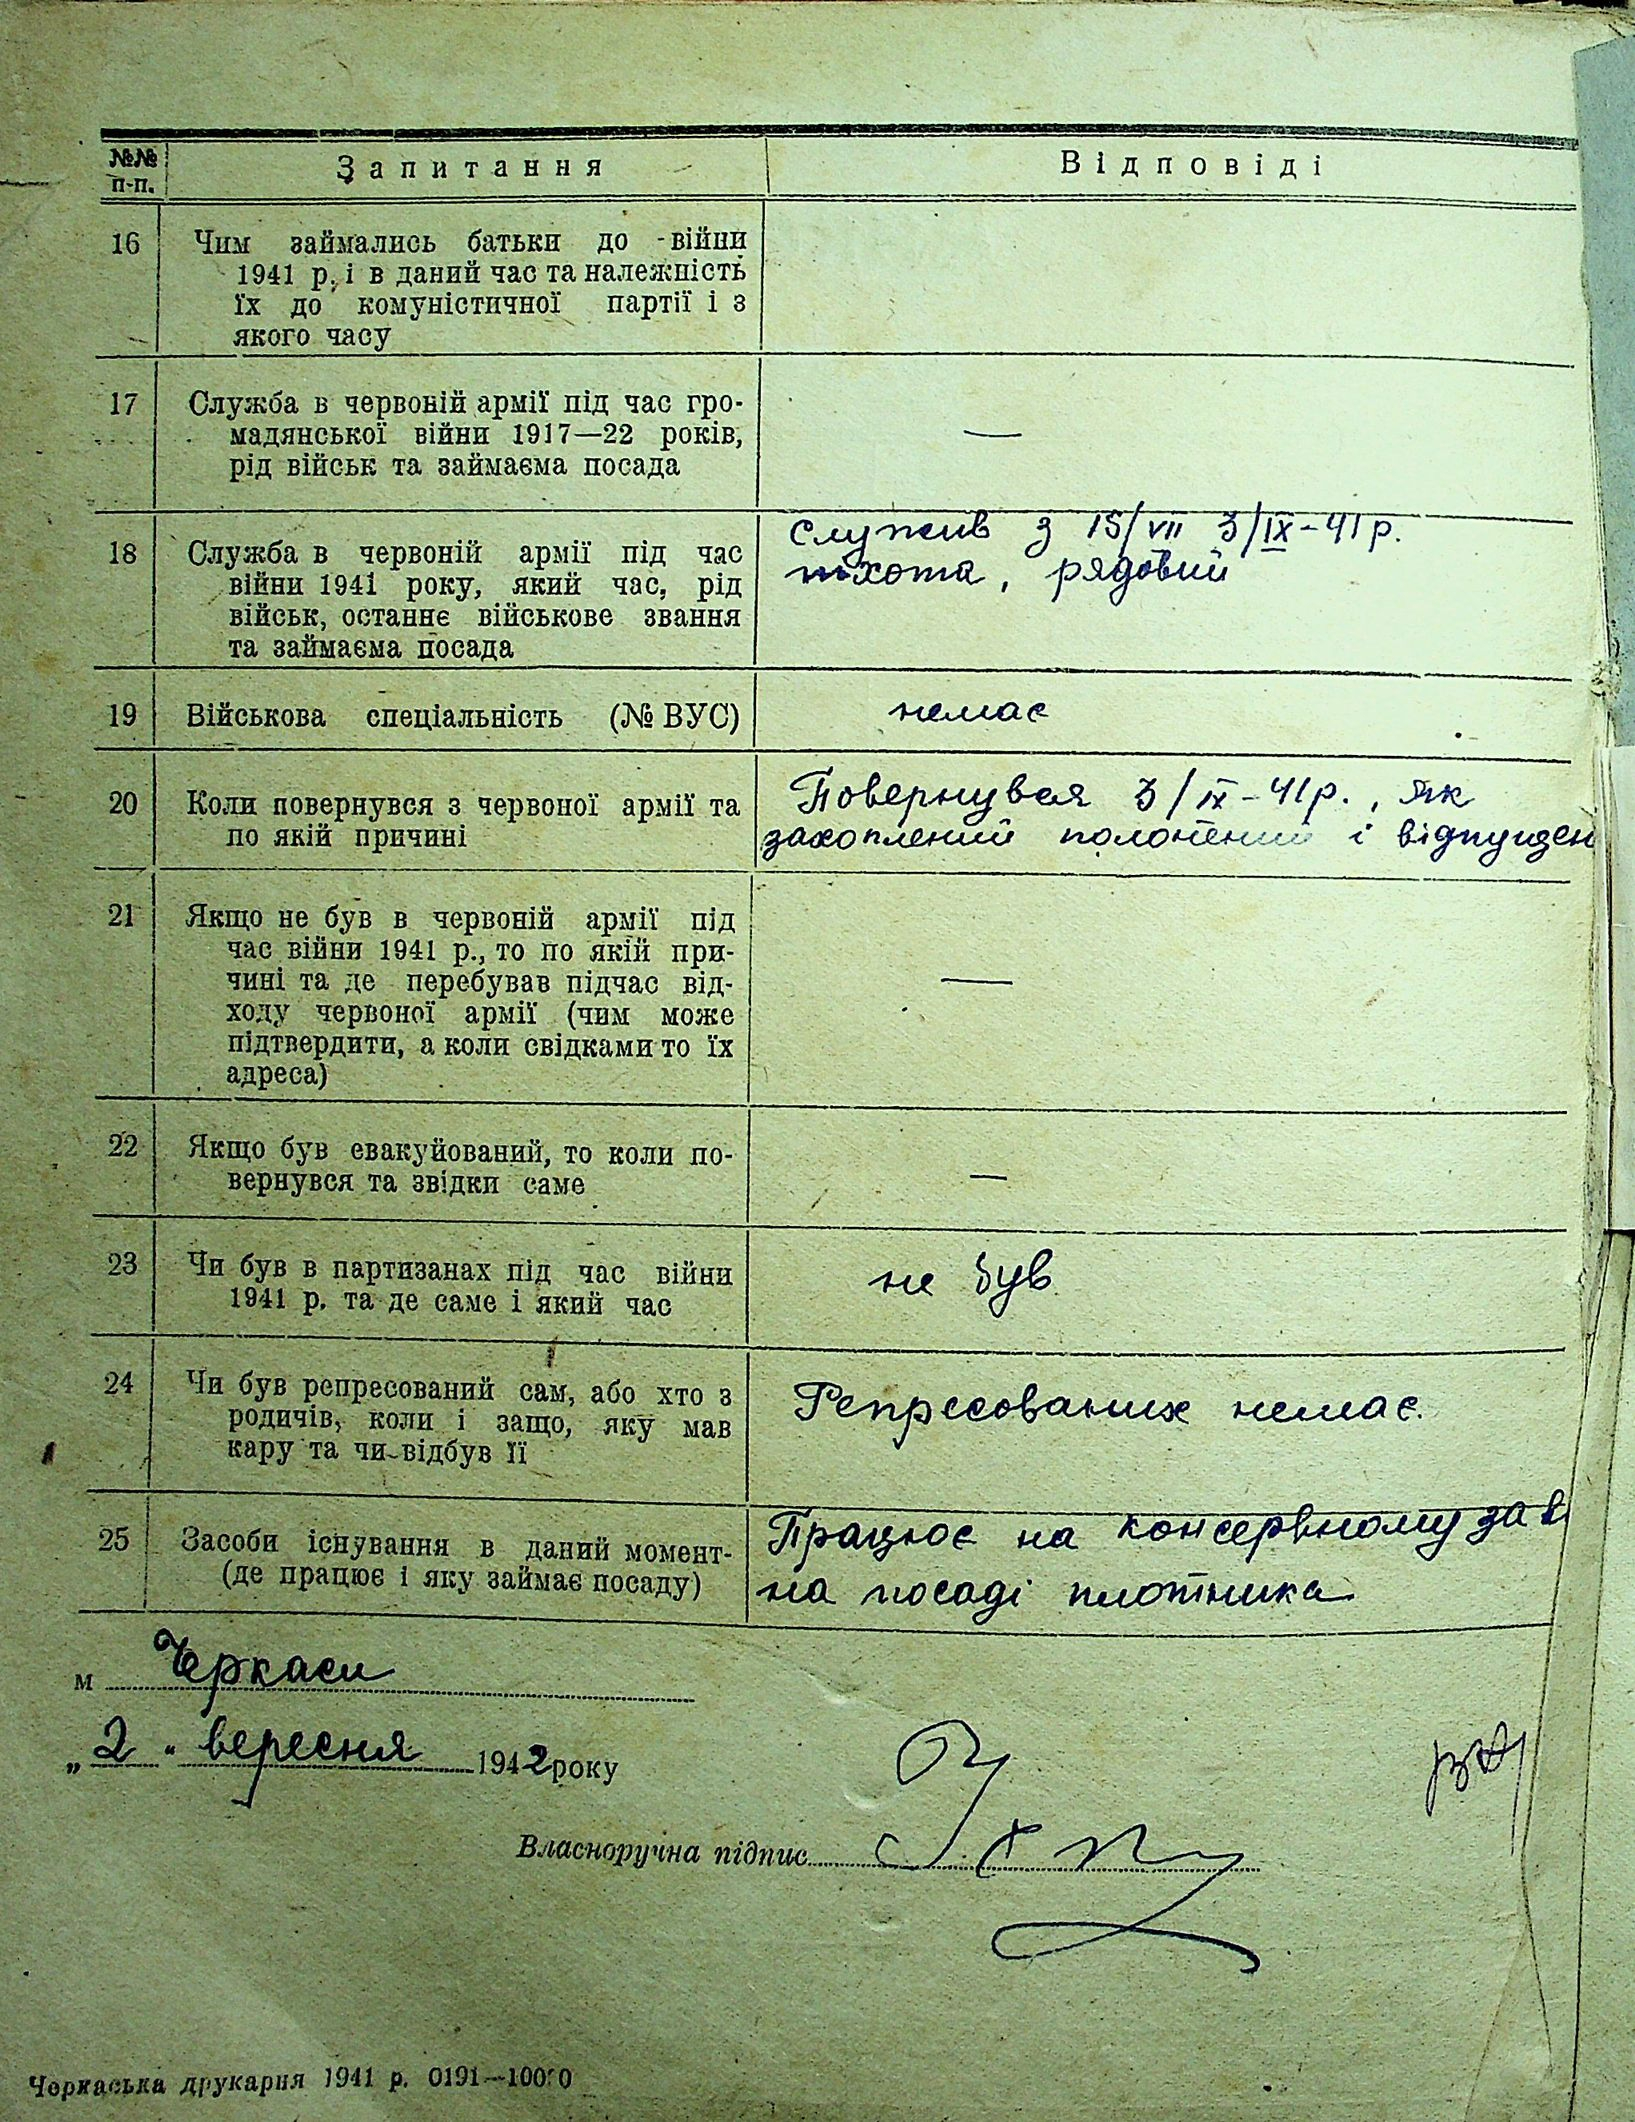 №№ п-п.
Запитання
Відповіді
16 Чим займались батьки до війни
1941 р. і в даний час та належність
їх до комуністичної партії і з
якого часу
17 Служба в червоній армії під час гро-
мадянської війни 1917—22 років,
рід військ та займаєма посада
—
18 Служба в червоній армії під час
війни 1941 року, який час, рід
військ, останнє військове звання
та займаєма посада
служив з 15/VII 3/IX-41 р.
піхота, рядовий
19 Військова спеціальність (№ ВУС)
немає
20 Коли повернувся з червоної армії та
по якій причині
Повернувся 3/IX-41 р., як
захоплений полонений і відпущен
21 Якщо не був в червоній армії під
час війни 1941 р., то по якій при-
чині та де перебував підчас від-
ходу червоної армії (чим може
підтвердити, а коли свідками то їх
адреса)
—
22 Якщо був евакуйований, то коли по-
вернувся та звідки саме
—
23 Чи був в партизанах під час війни
1941 р. та де саме і який час
не був
24 Чи був репресований сам, або хто з
родичів, коли і защо, яку мав
кару та чи відбув її
Репресованих немає.
25 Засоби існування в даний момент-
(де працює і яку займає посаду)
Працює на консервному зав
на посаді плотника
м Черкаси
„2" вересня 1942 року
Власноручна підпис
Черкаська друкарня 1941 р. 0191—10000